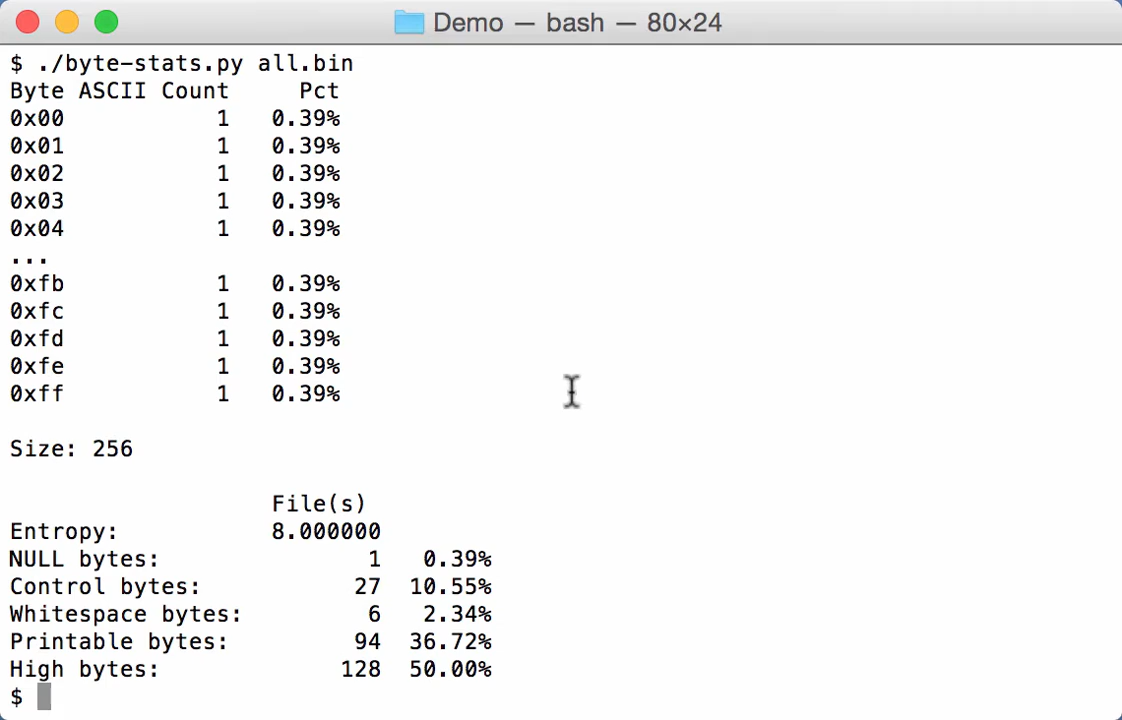 Demo — bash — 80×24
$ ./byte-stats.py all.bin
Byte ASCII Count     Pct
0x00           1   0.39%
0x01           1   0.39%
0x02           1   0.39%
0x03           1   0.39%
0x04           1   0.39%
...
0xfb           1   0.39%
0xfc           1   0.39%
0xfd           1   0.39%
0xfe           1   0.39%
0xff           1   0.39%
Size: 256
File(s)
Entropy:           8.000000
NULL bytes:               1   0.39%
Control bytes:           27  10.55%
Whitespace bytes:         6   2.34%
Printable bytes:         94  36.72%
High bytes:             128  50.00%
$